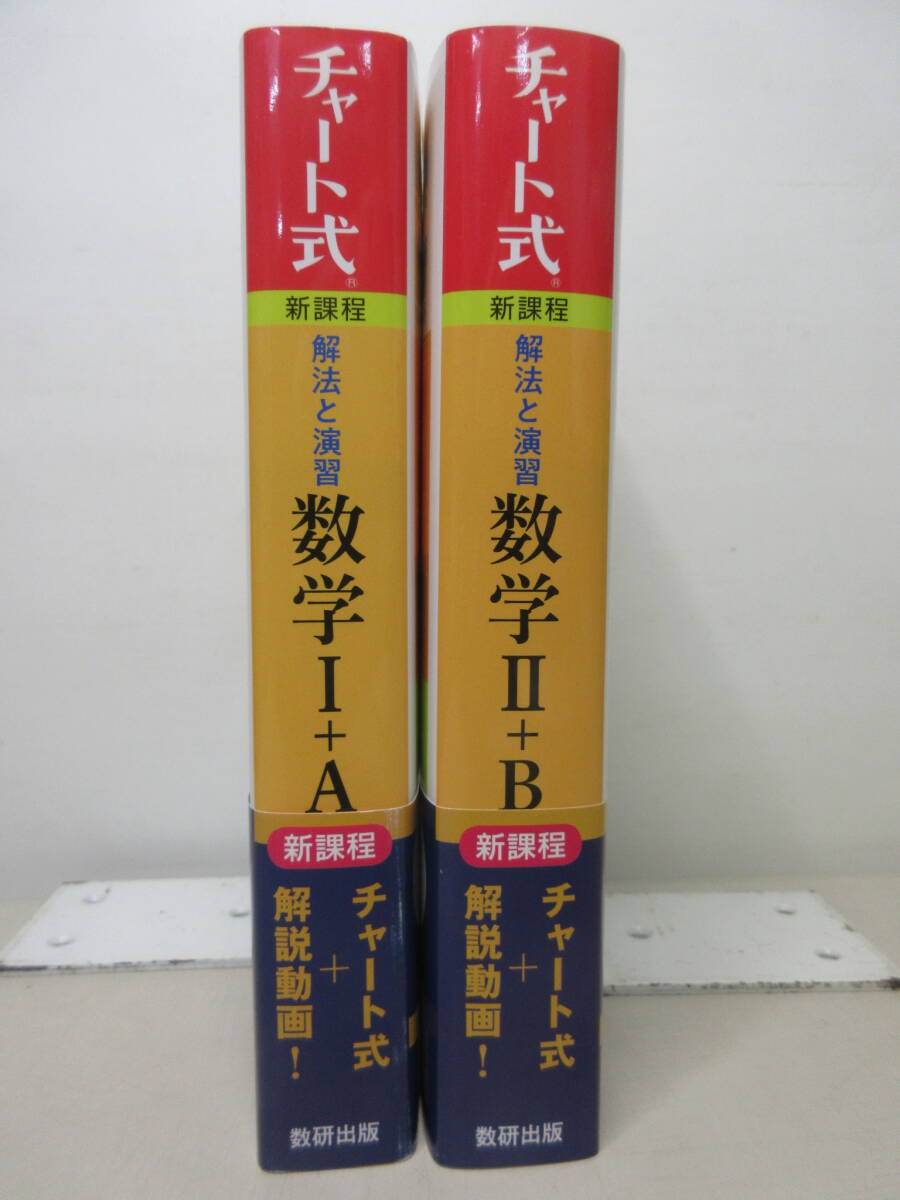 チャート式®
新課程
解法と演習
数学Ⅰ+A
新課程
チャート式
+
解説動画!
数研出版
チャート式®
新課程
解法と演習
数学Ⅱ+B
新課程
チャート式
+
解説動画!
数研出版